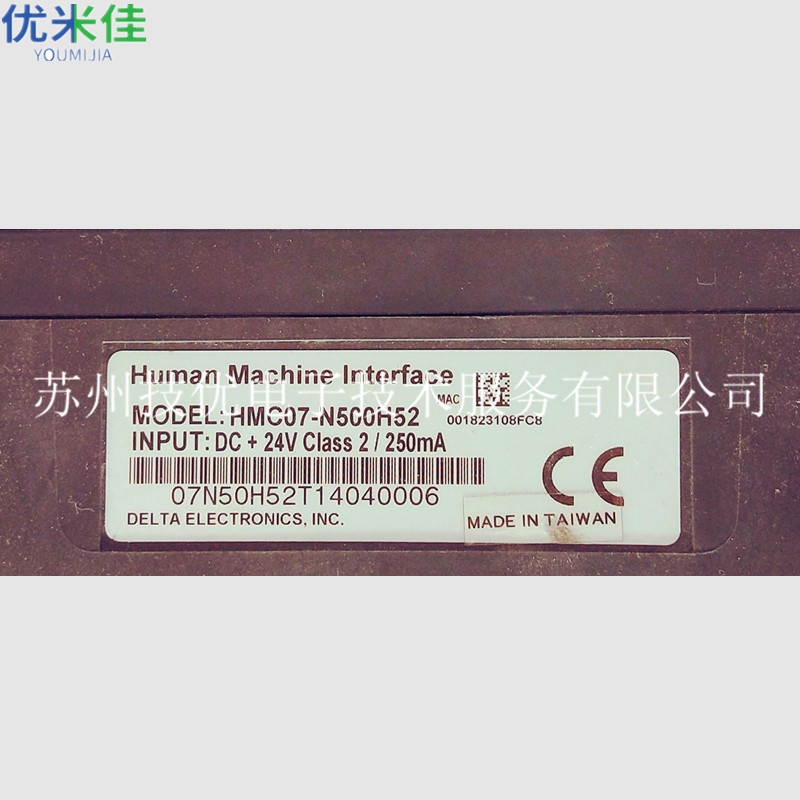 优米佳
YOUMIJIA
Human Machine Interface
苏州技优电子技术服务有限公司
MAC
MODEL: HMC07-N500H52
001823108FC8
INPUT: DC + 24V Class 2 / 250mA
07N50H52T14040006
CE
DELTA ELECTRONICS, INC.
MADE IN TAIWAN